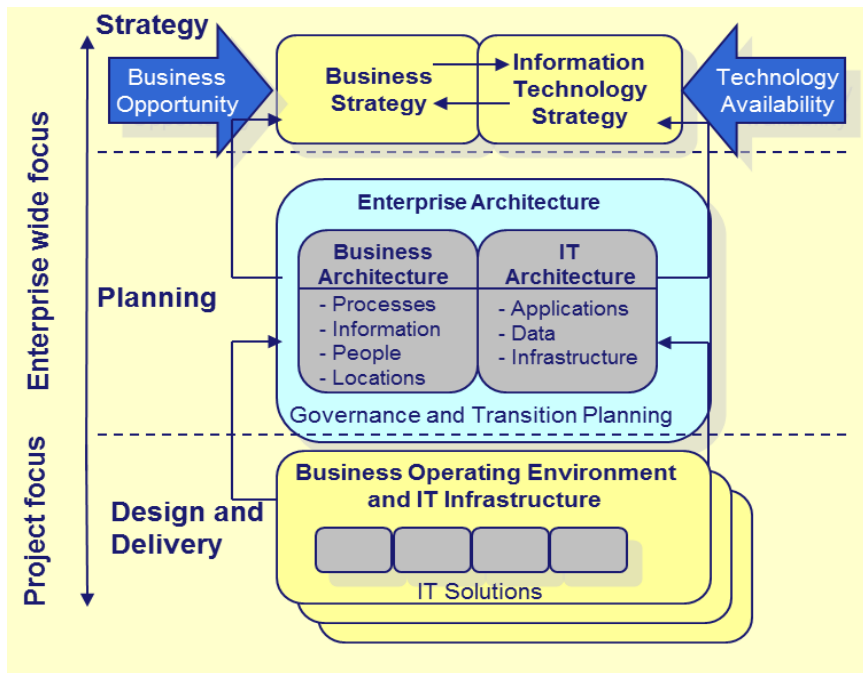 Strategy
Business
Opportunity
Business
Strategy
Information
Technology
Strategy
Technology
Availability
Enterprise wide focus
Planning
Enterprise Architecture
Business
Architecture
- Processes
- Information
- People
- Locations
IT
Architecture
- Applications
- Data
- Infrastructure
Governance and Transition Planning
Project focus
Design and
Delivery
Business Operating Environment
and IT Infrastructure
IT Solutions